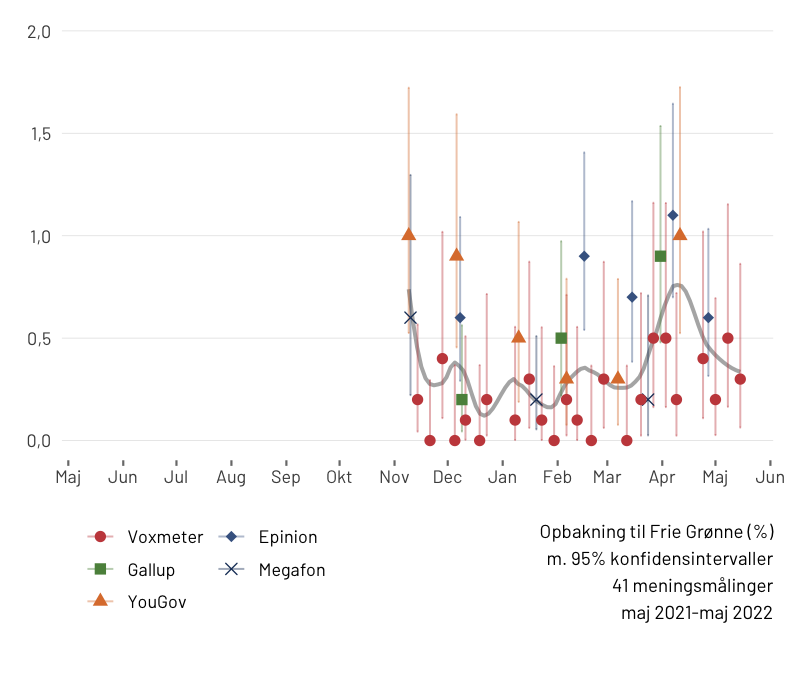 2,0
1,5
1,0
0,5
0,0
Maj Jun Jul Aug Sep Okt Nov Dec Jan Feb Mar Apr Maj Jun
Voxmeter Epinion
Gallup Megafon
YouGov
Opbakning til Frie Grønne (%)
m. 95% konfidensintervaller
41 meningsmålinger
maj 2021-maj 2022